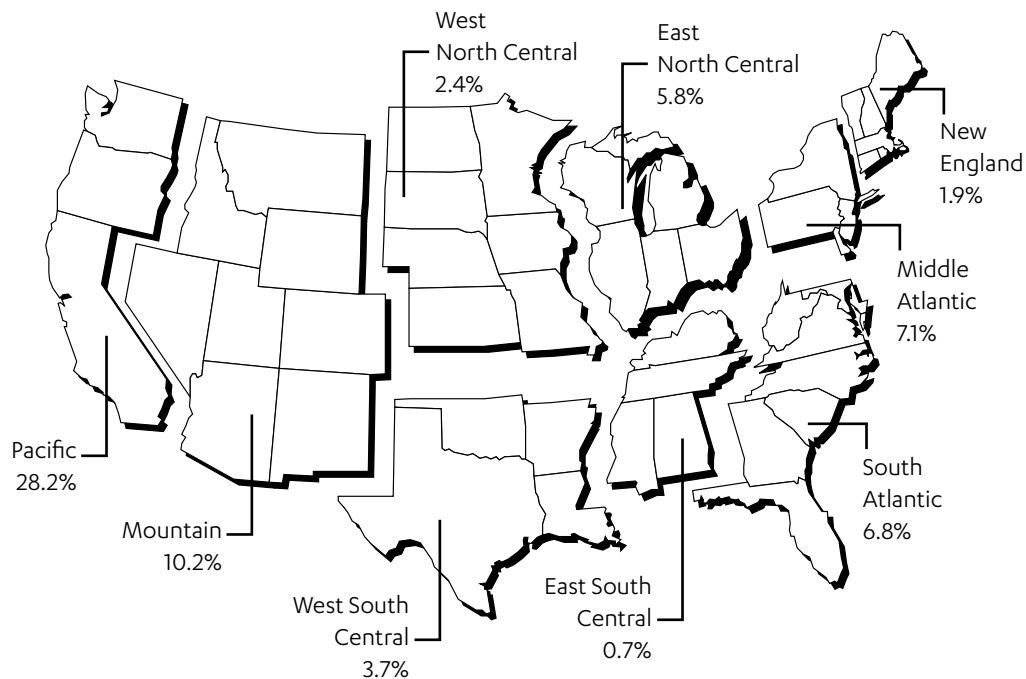 West
North Central
2.4%
East
North Central
5.8%
New
England
1.9%
Middle
Atlantic
7.1%
Pacific
28.2%
South
Atlantic
6.8%
Mountain
10.2%
East South
Central
0.7%
West South
Central
3.7%